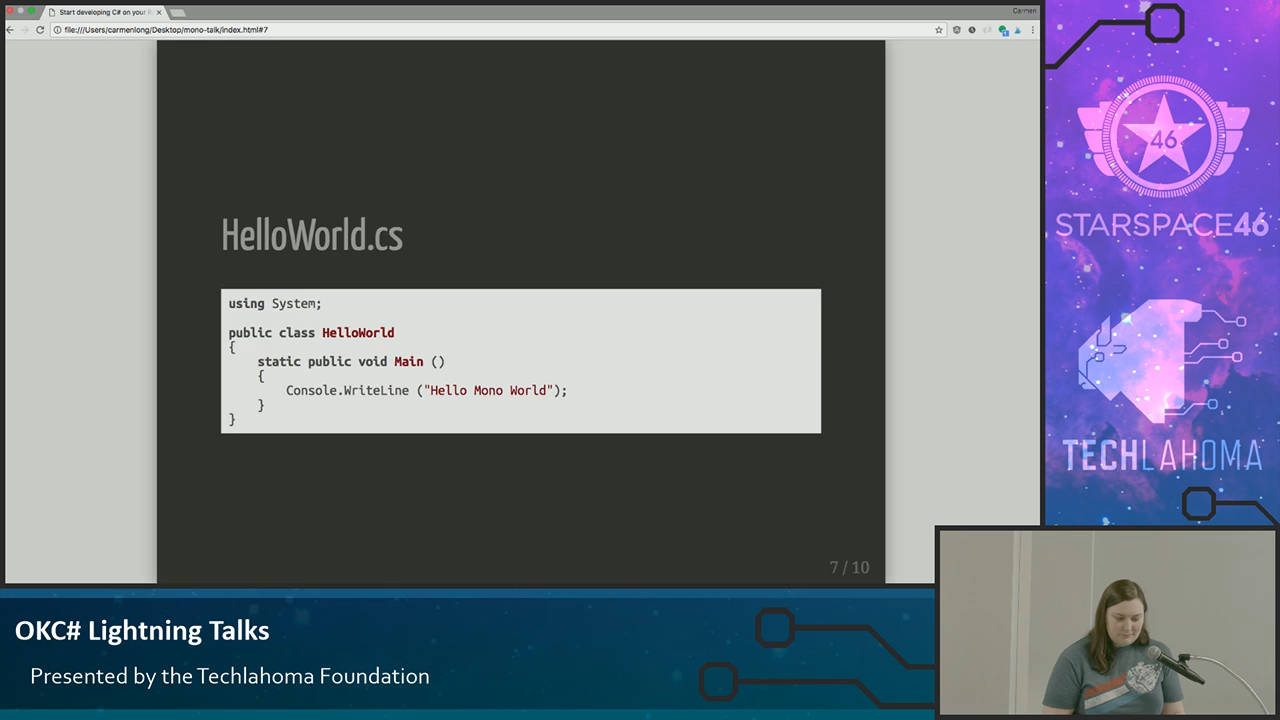 Start developing C# on your
Carmen
file:///Users/carmenlong/Desktop/mono-talk/index.html#7
HelloWorld.cs
using System;
public class HelloWorld
{
static public void Main ()
{
Console.WriteLine ("Hello Mono World");
}
}
7 / 10
46
STARSPACE46
TECHLAHOMA
OKC# Lightning Talks
Presented by the Techlahoma Foundation